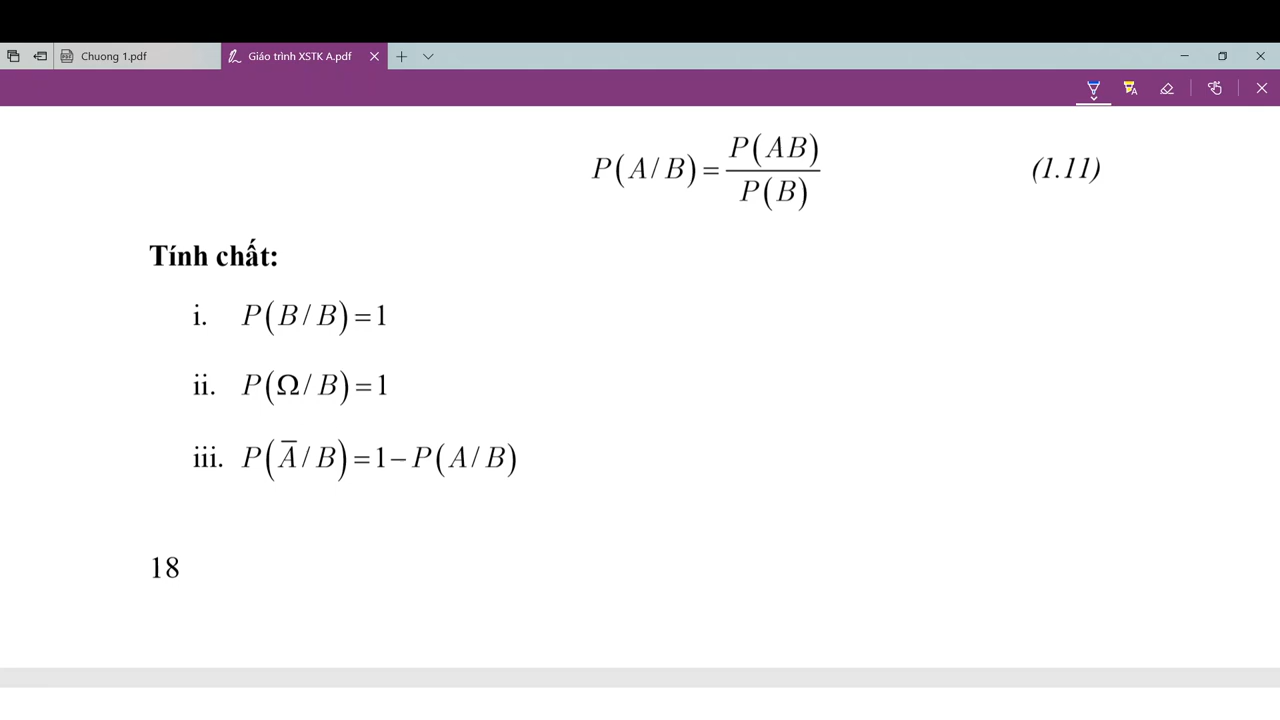 Chuong 1.pdf
Giáo trình XSTK A.pdf
P(A/B) = P(AB)/P(B) (1.11)
Tính chất:
i. P(B/B) = 1
ii. P(Ω/B) = 1
iii. P(A̅/B) = 1 − P(A/B)
18